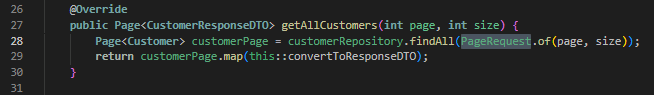 26 @Override
27 public Page<CustomerResponseDTO> getAllCustomers(int page, int size) {
28 Page<Customer> customerPage = customerRepository.findAll(PageRequest.of(page, size));
29 return customerPage.map(this::convertToResponseDTO);
30 }
31